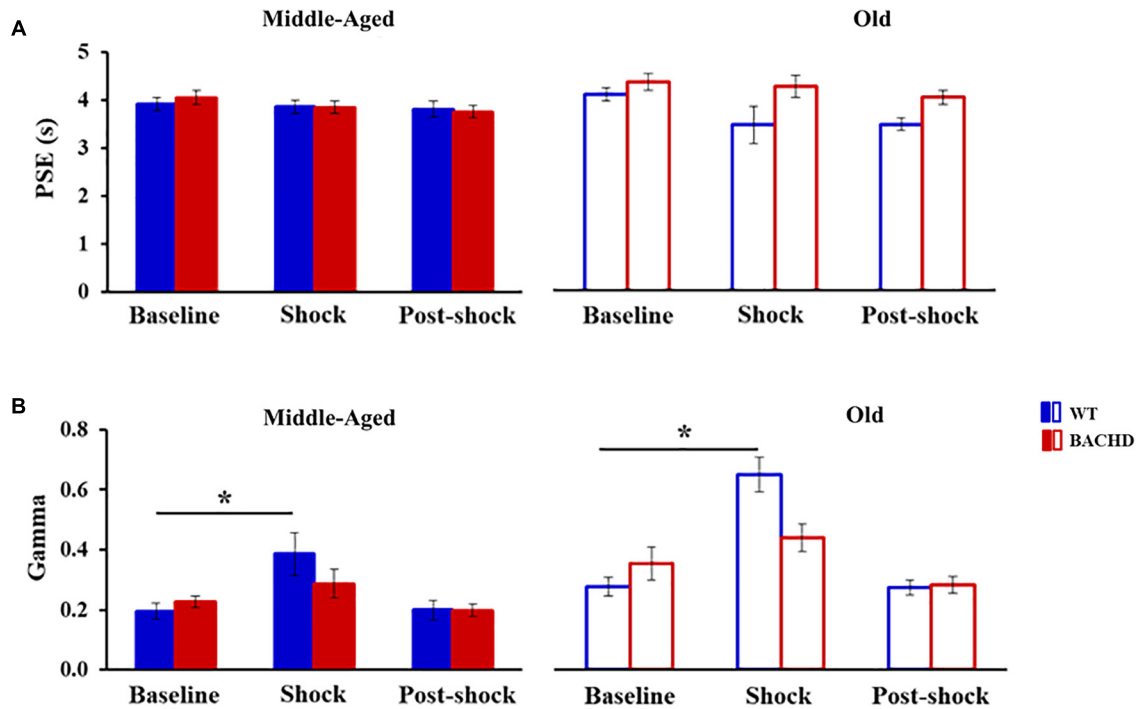 A
Middle-Aged
Old
PSE (s)
5
4
3
2
1
0
Baseline
Shock
Post-shock
Baseline
Shock
Post-shock
B
Middle-Aged
Old
WT
BACHD
Gamma
0.8
0.6
0.4
0.2
0.0
*
*
Baseline
Shock
Post-shock
Baseline
Shock
Post-shock